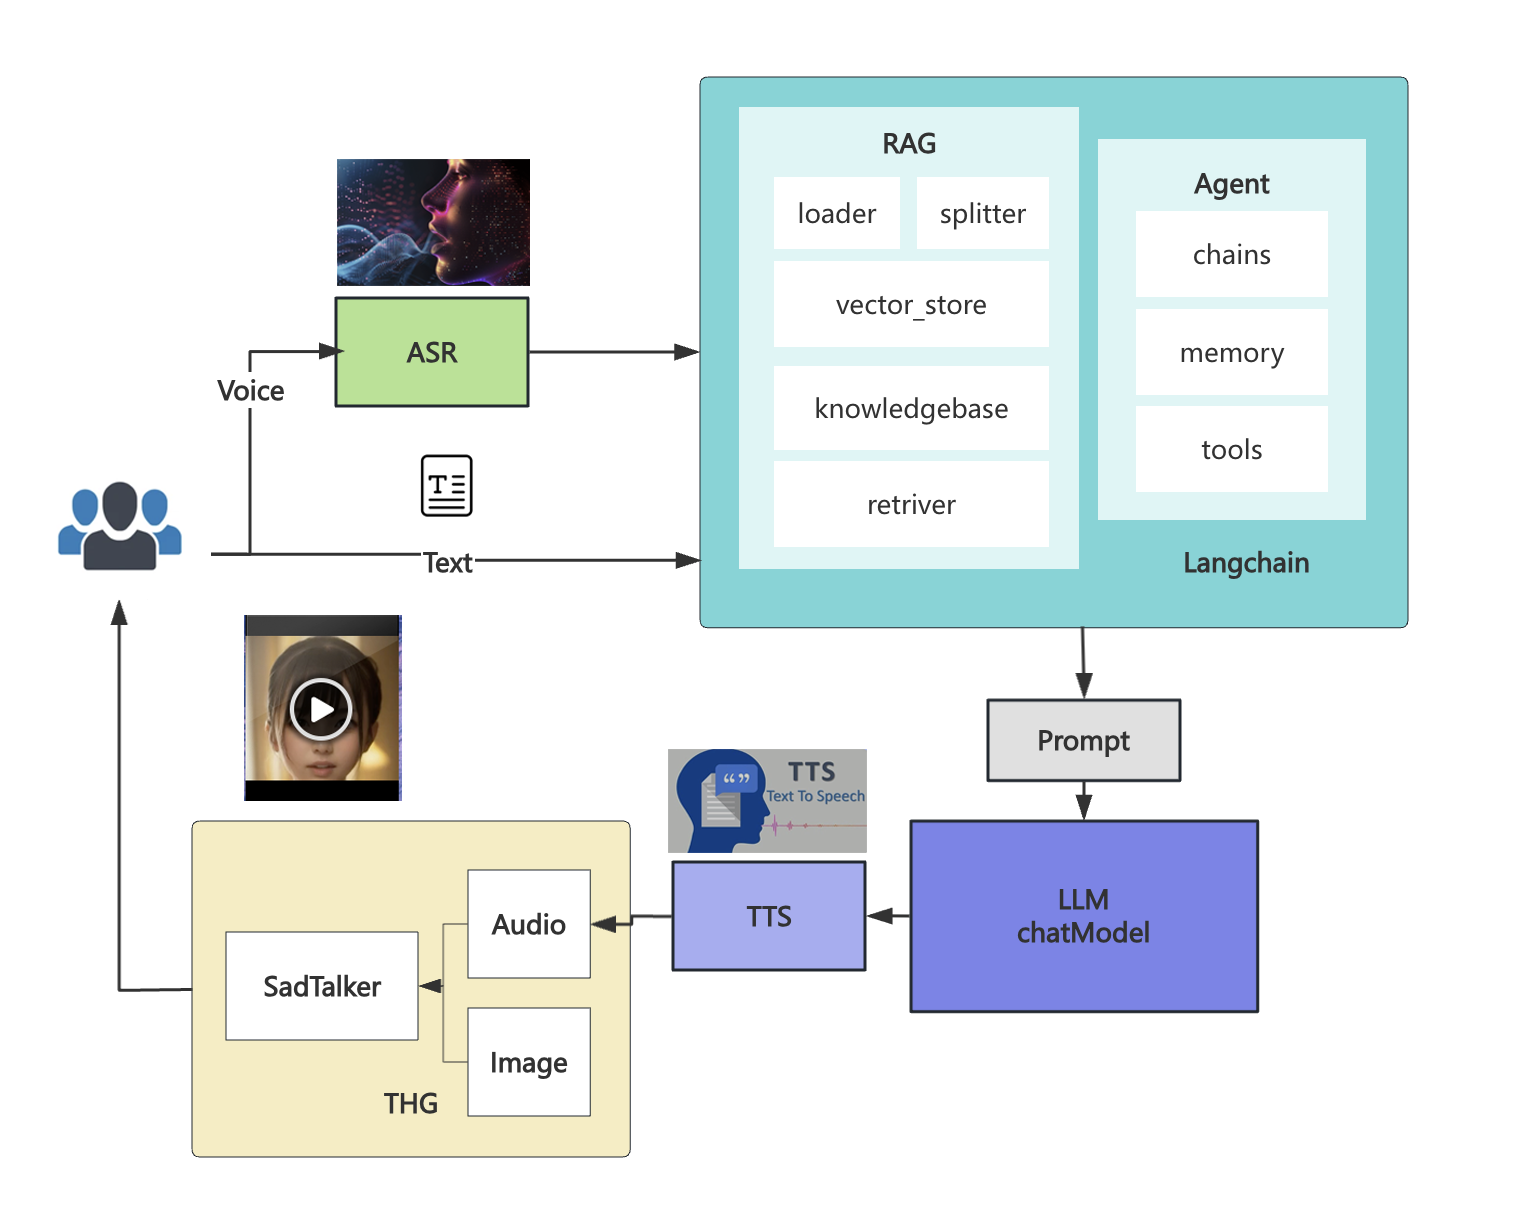 RAG
loader
splitter
vector_store
knowledgebase
retriver
Agent
chains
memory
tools
Langchain
ASR
Voice
T
Text
Prompt
TTS
Text To Speech
LLM
chatModel
TTS
Audio
SadTalker
Image
THG